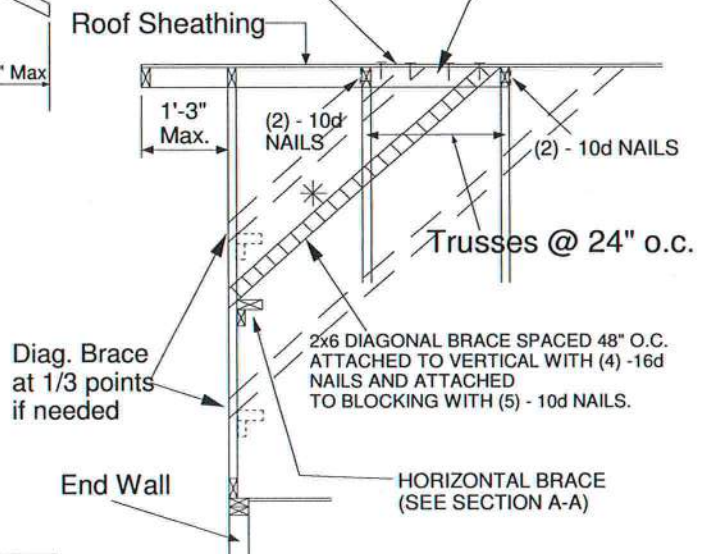 Roof Sheathing
" Max
1'-3"
Max.
(2) - 10d
NAILS
(2) - 10d NAILS
Trusses @ 24" o.c.
2x6 DIAGONAL BRACE SPACED 48" O.C.
ATTACHED TO VERTICAL WITH (4) -16d
NAILS AND ATTACHED
TO BLOCKING WITH (5) - 10d NAILS.
Diag. Brace
at 1/3 points
if needed
End Wall
HORIZONTAL BRACE
(SEE SECTION A-A)